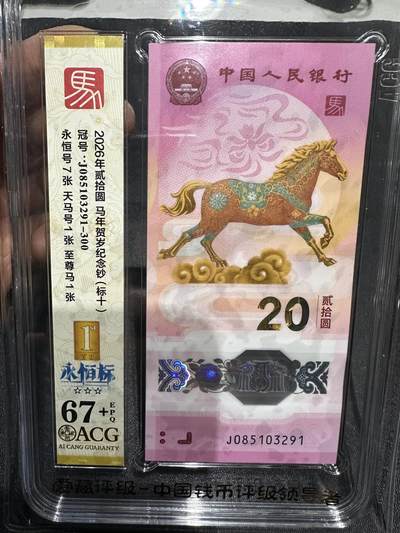 馬
2026年贰拾圆 马年贺岁纪念钞（标十）
冠号：J085103291-300
永恒号7张 天马号1张 至尊马1张
1
永恒标
☆☆☆
67+ EPQ
ACG
AI CANG GUARANTY
中国人民银行
馬
20
贰拾圆
J
J085103291
爱藏评级-中国钱币评级领导者